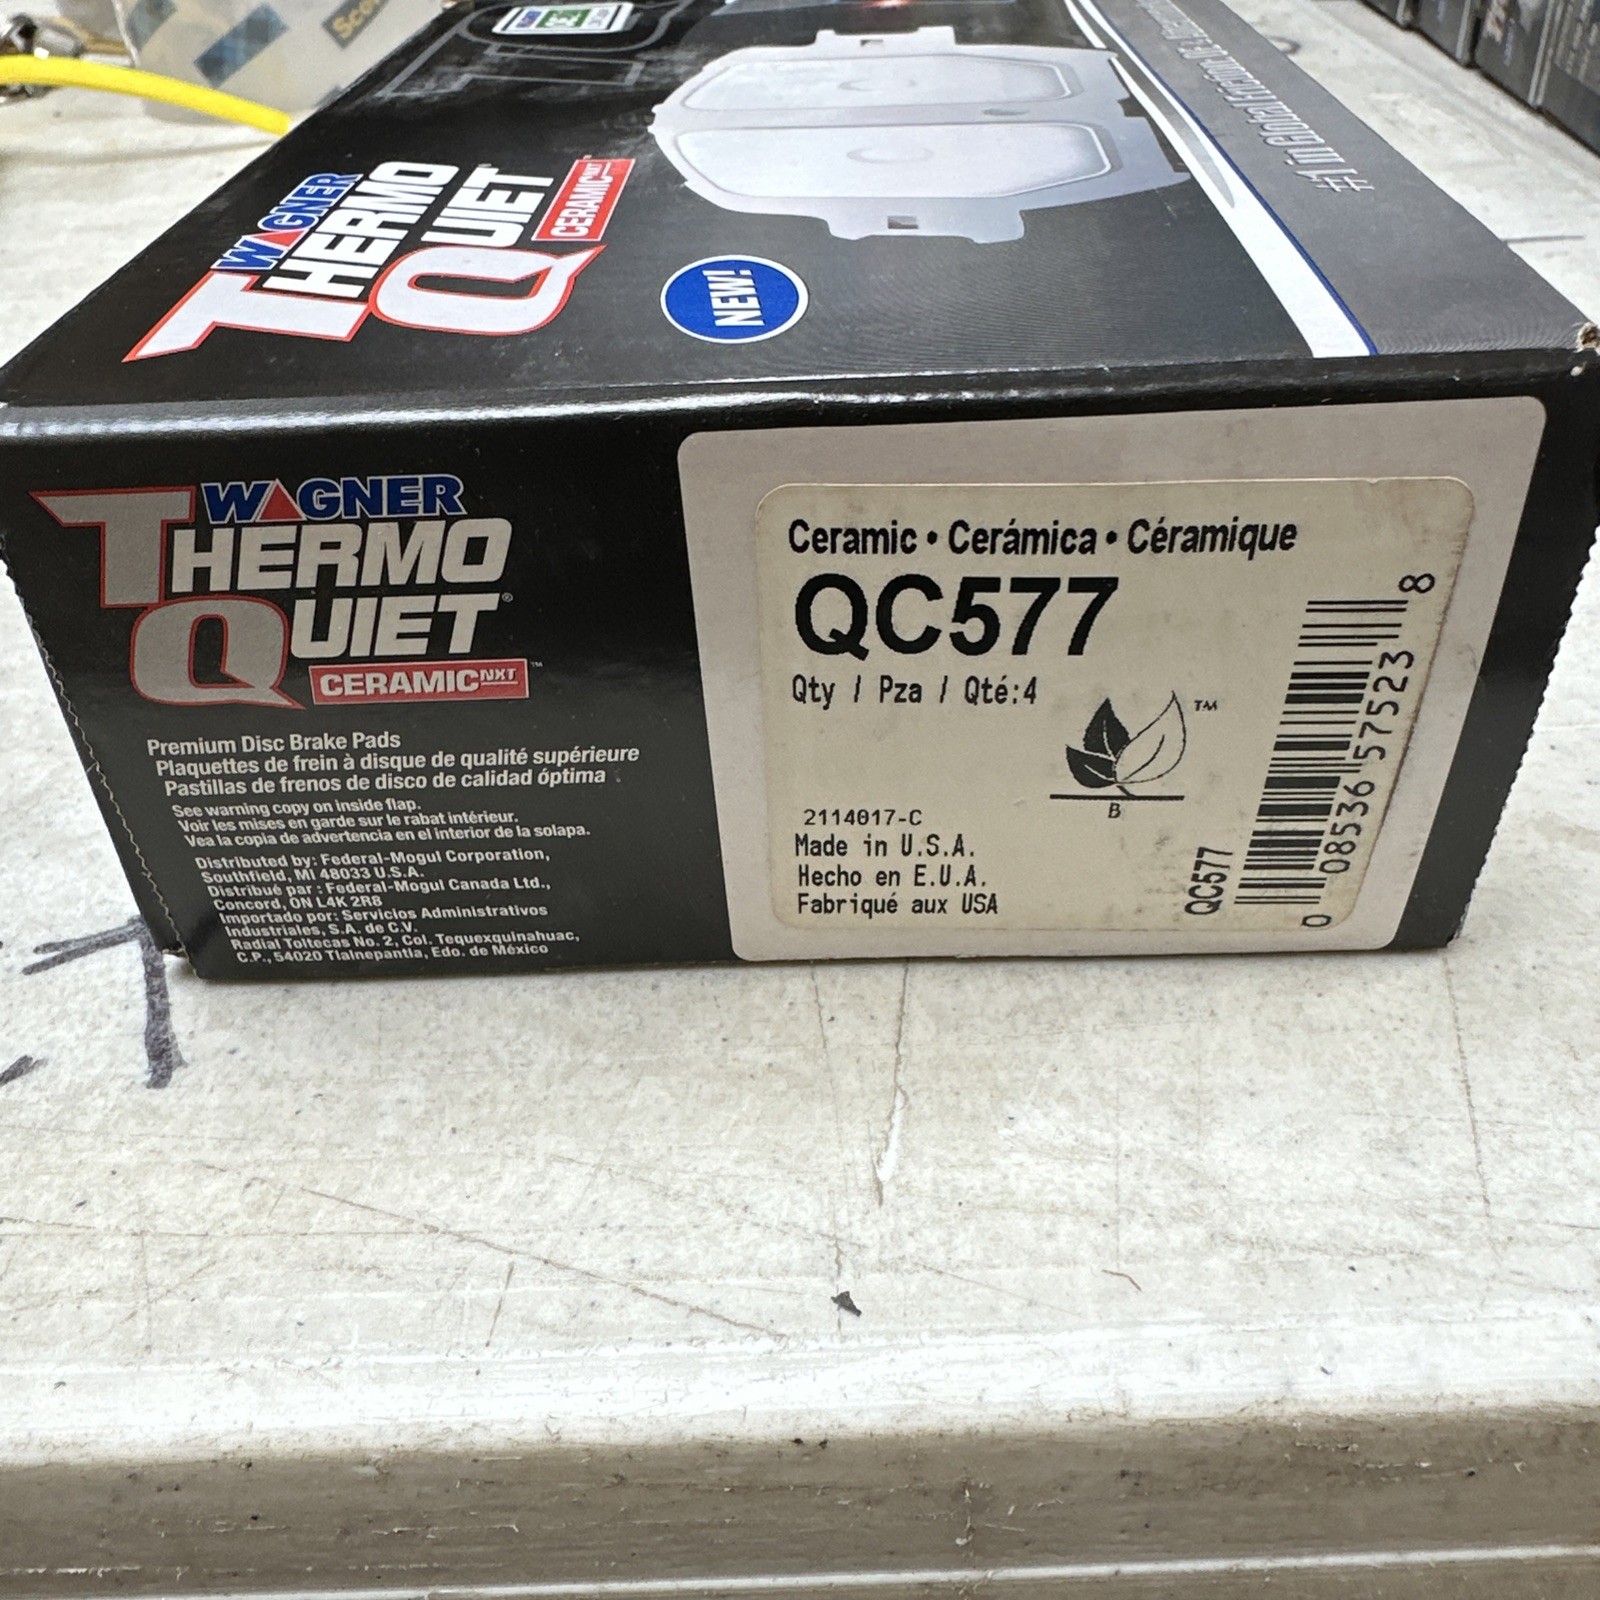 Sco
WAGNER
THERMO
QUIET
CERAMIC NXT
NEW!
#1 in
WAGNER
THERMO
QUIET®
CERAMIC NXT™
Premium Disc Brake Pads
Plaquettes de frein à disque de qualité supérieure
Pastillas de frenos de disco de calidad óptima
See warning copy on inside flap.
Voir les mises en garde sur le rabat intérieur.
Vea la copia de advertencia en el interior de la solapa.
Distributed by: Federal-Mogul Corporation,
Southfield, MI 48033 U.S.A.
Distribué par : Federal-Mogul Canada Ltd.,
Concord, ON L4K 2R8
Importado por: Servicios Administrativos
Industriales, S.A. de C.V.
Radial Toltecas No. 2, Col. Tequexquinahuac,
C.P., 54020 Tlalnepantla, Edo. de México
Ceramic • Cerámica • Céramique
QC577
Qty / Pza / Qté:4
TM
B
2114017-C
Made in U.S.A.
Hecho en E.U.A.
Fabriqué aux USA
QC577
0 08536 57523 8